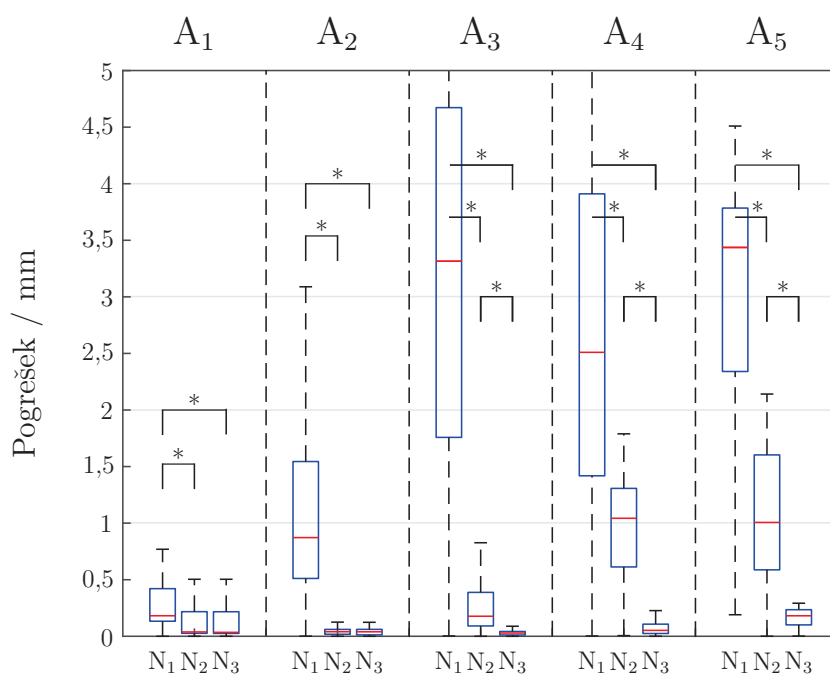 A₁ A₂ A₃ A₄ A₅
5
4,5
4
3,5
3
2,5
2
1,5
1
0,5
0
Pogrešek / mm
* *
* *
* * *
* * *
* * *
N₁ N₂ N₃ N₁ N₂ N₃ N₁ N₂ N₃ N₁ N₂ N₃ N₁ N₂ N₃